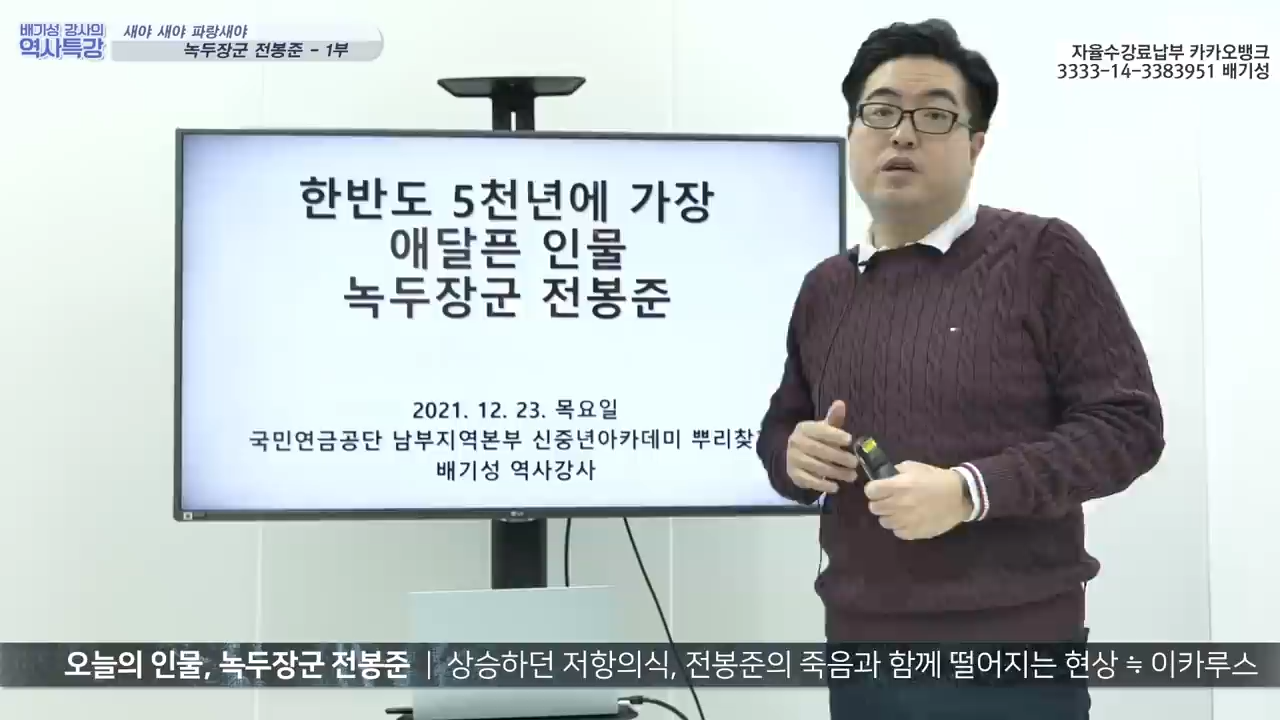 배기성 강사의
역사특강
새야 새야 파랑새야
녹두장군 전봉준 - 1부
자율수강료납부 카카오뱅크
3333-14-3383951 배기성
한반도 5천년에 가장
애달픈 인물
녹두장군 전봉준
2021. 12. 23. 목요일
국민연금공단 남부지역본부 신중년아카데미 뿌리찾
배기성 역사강사
LG
오늘의 인물, 녹두장군 전봉준 | 상승하던 저항의식, 전봉준의 죽음과 함께 떨어지는 현상 ≒ 이카루스